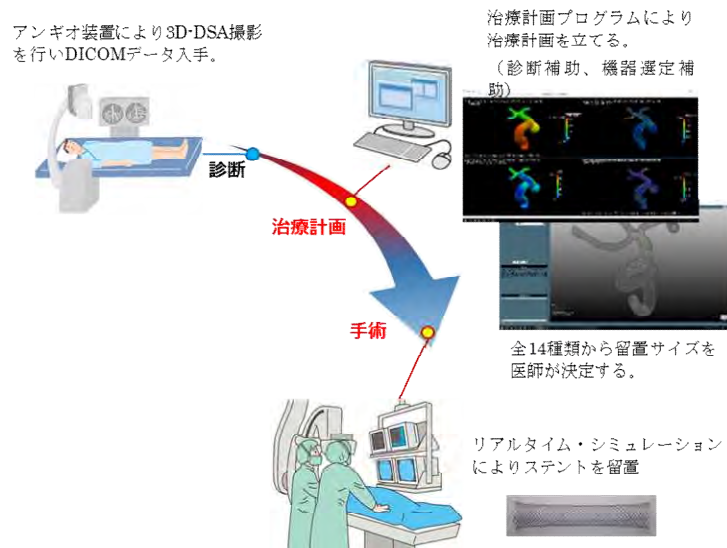 アンギオ装置により3D-DSA撮影
を行いDICOMデータ入手。
診断
治療計画プログラムにより
治療計画を立てる。
（診断補助、機器選定補
助）
治療計画
手術
全14種類から留置サイズを
医師が決定する。
リアルタイム・シミュレーション
によりステントを留置